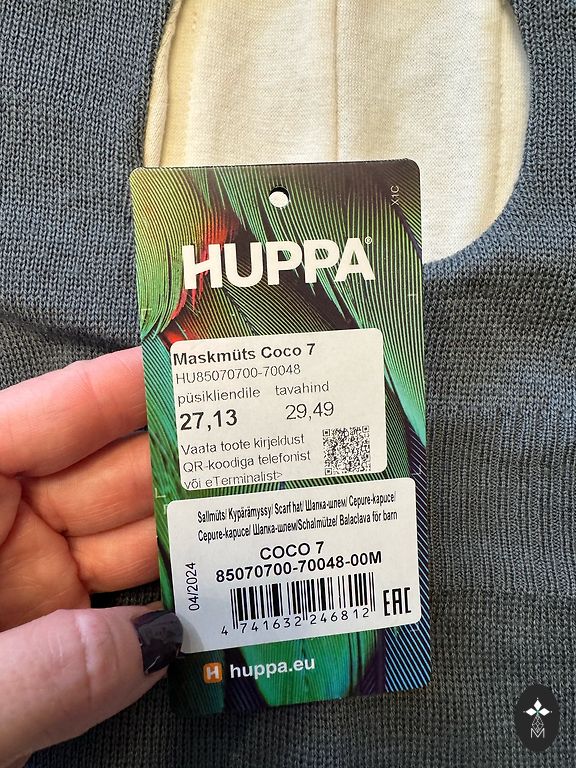 X1C
HUPPA®
Maskmüts Coco 7
HU85070700-70048
püsikliendile tavahind
27,13 29,49
Vaata toote kirjeldust
QR-koodiga telefonist
või eTerminalist>
Sallmüts/ Kypärämyssy/ Scarf hat/ Шапка-шлем/ Cepure-kapuce/
Cepure-kapuce/ Шапка-шлем/Schalmütze/ Balaclava för barn
COCO 7
85070700-70048-00M
04/2024
4 741632 246812
EAC
H huppa.eu
M